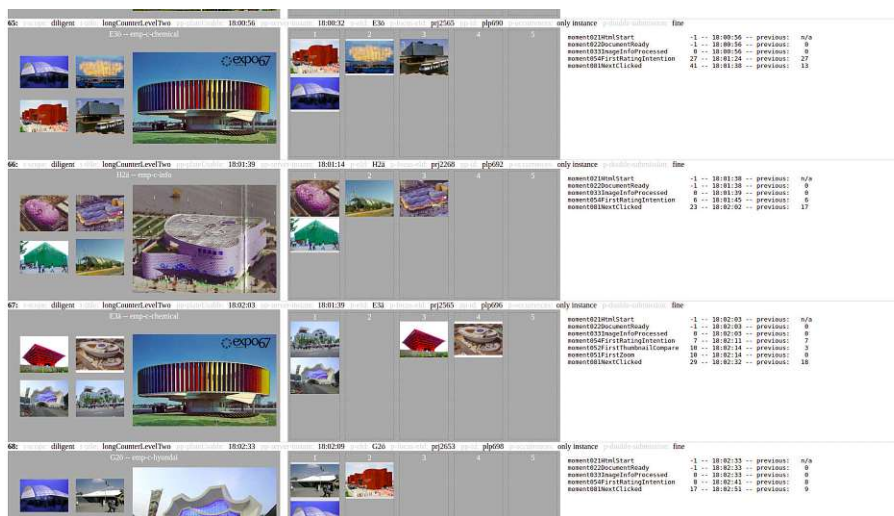 65: diligent longCounterLevelTwo 18:00:56 18:00:32 E3ö prj2565 plp690 only instance fine
E3ö -- emp-c-chemical
1 2 3 4 5
expo67
moment021HtmlStart -1 -- 18:00:56 -- previous: n/a
moment022DocumentReady -1 -- 18:00:56 -- previous: 0
moment033ImageInfoProcessed 0 -- 18:00:56 -- previous: 0
moment054FirstRatingIntention 27 -- 18:01:24 -- previous: 27
moment081NextClicked 41 -- 18:01:38 -- previous: 13
66: diligent longCounterLevelTwo 18:01:39 18:01:14 H2ä prj2268 plp692 only instance fine
H2ä -- emp-c-info
1 2 3 4 5
moment021HtmlStart -1 -- 18:01:38 -- previous: n/a
moment022DocumentReady -1 -- 18:01:38 -- previous: 0
moment033ImageInfoProcessed 0 -- 18:01:39 -- previous: 0
moment054FirstRatingIntention 6 -- 18:01:45 -- previous: 6
moment081NextClicked 23 -- 18:02:02 -- previous: 17
67: diligent longCounterLevelTwo 18:02:03 18:01:39 E3ä prj2565 plp696 only instance fine
E3ä -- emp-c-chemical
1 2 3 4 5
expo67
moment021HtmlStart -1 -- 18:02:03 -- previous: n/a
moment022DocumentReady -1 -- 18:02:03 -- previous: 0
moment033ImageInfoProcessed 0 -- 18:02:03 -- previous: 0
moment054FirstRatingIntention 7 -- 18:02:11 -- previous: 7
moment052FirstThumbnailCompare 10 -- 18:02:14 -- previous: 3
moment051FirstZoom 10 -- 18:02:14 -- previous: 0
moment081NextClicked 29 -- 18:02:32 -- previous: 18
68: diligent longCounterLevelTwo 18:02:33 18:02:09 G2ö prj2653 plp698 only instance fine
G2ö -- emp-c-hyundai
1 2 3 4 5
moment021HtmlStart -1 -- 18:02:33 -- previous: n/a
moment022DocumentReady -1 -- 18:02:33 -- previous: 0
moment033ImageInfoProcessed 0 -- 18:02:33 -- previous: 0
moment054FirstRatingIntention 8 -- 18:02:41 -- previous: 8
moment081NextClicked 17 -- 18:02:51 -- previous: 9